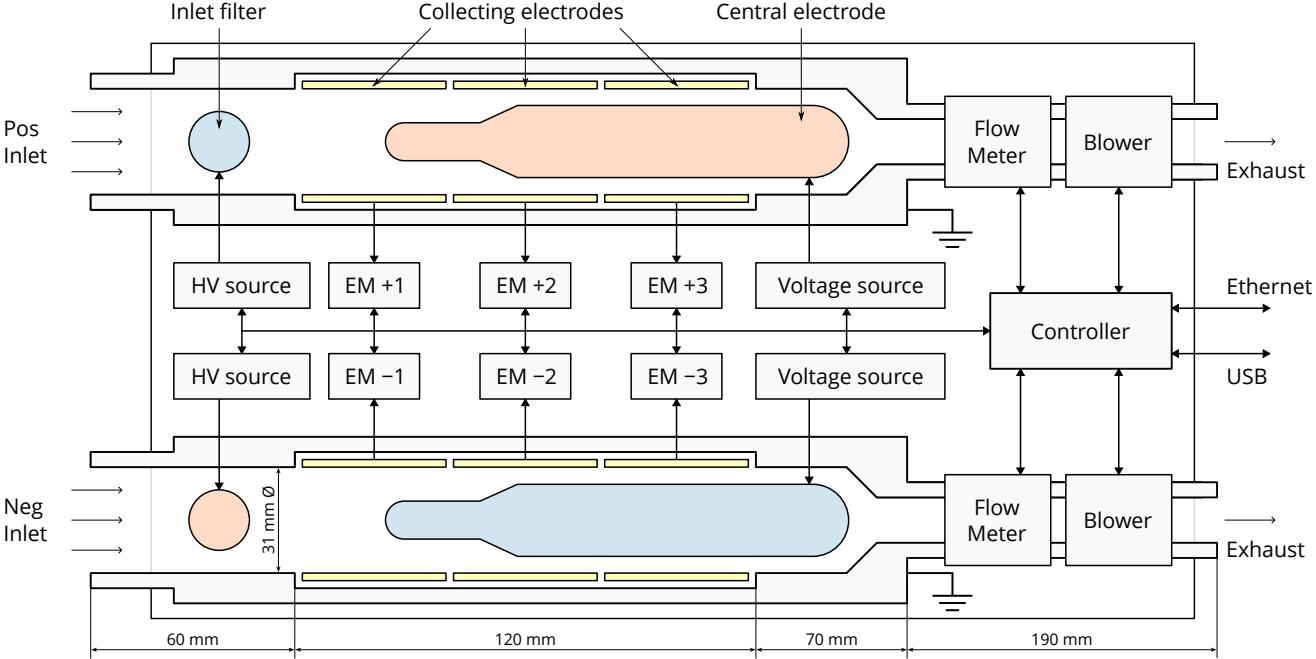 Inlet filter
Collecting electrodes
Central electrode
Pos
Inlet
Flow
Meter
Blower
Exhaust
HV source
EM +1
EM +2
EM +3
Voltage source
Ethernet
Controller
HV source
EM −1
EM −2
EM −3
Voltage source
USB
Neg
Inlet
31 mm Ø
Flow
Meter
Blower
Exhaust
60 mm
120 mm
70 mm
190 mm